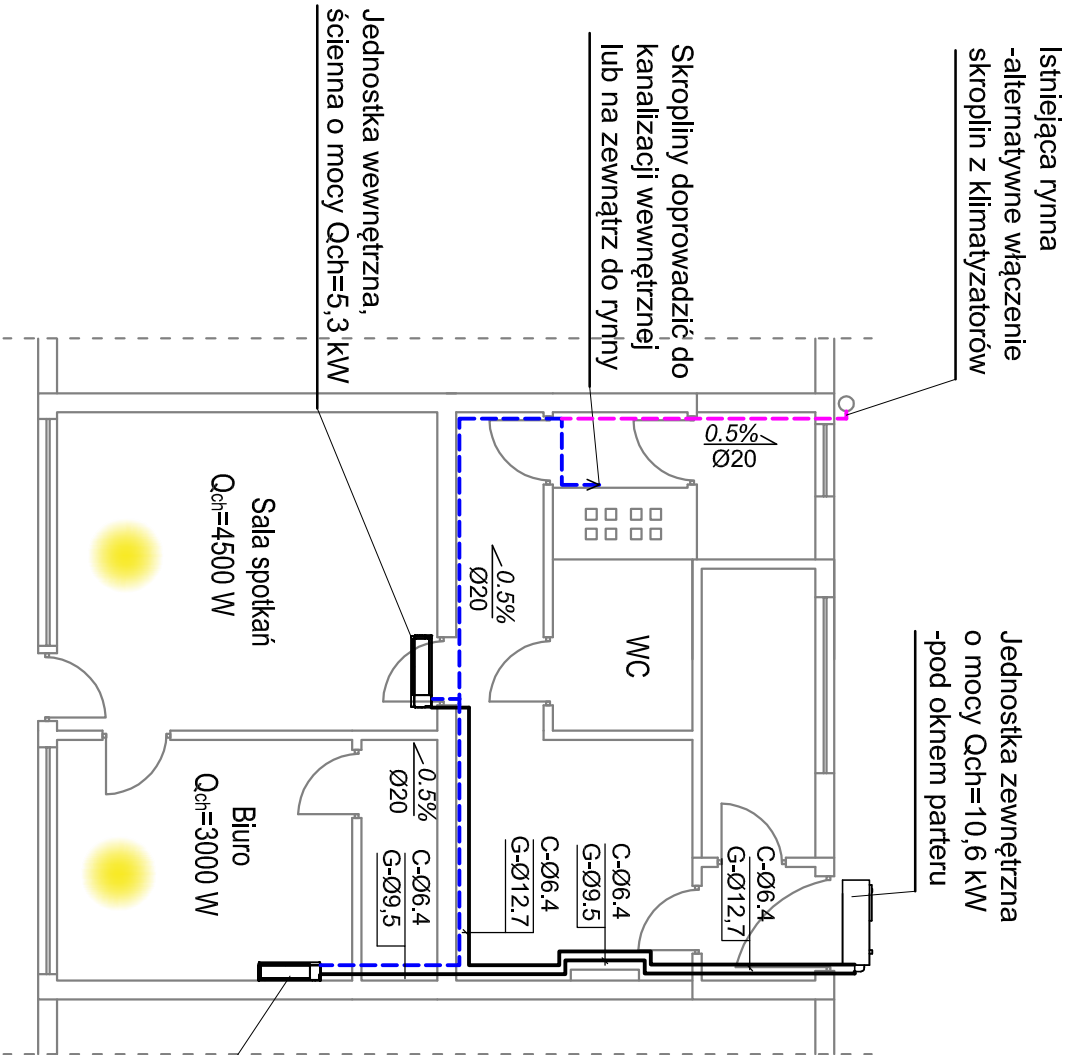 Istniejąca rynna
-alternatywne włączenie
skroplin z klimatyzatorów
Skropliny doprowadzić do
kanalizacji wewnętrznej
lub na zewnątrz do rynny
Jednostka wewnętrzna,
ścienna o mocy Qch=5,3 kW
Jednostka zewnętrzna
o mocy Qch=10,6 kW
-pod oknem parteru
0.5%
Ø20
0.5%
Ø20
WC
Sala spotkań
Qch=4500 W
0.5%
Ø20
Biuro
Qch=3000 W
C-Ø6.4
G-Ø12,7
C-Ø6.4
G-Ø9.5
C-Ø6.4
G-Ø12.7
C-Ø6.4
G-Ø9,5